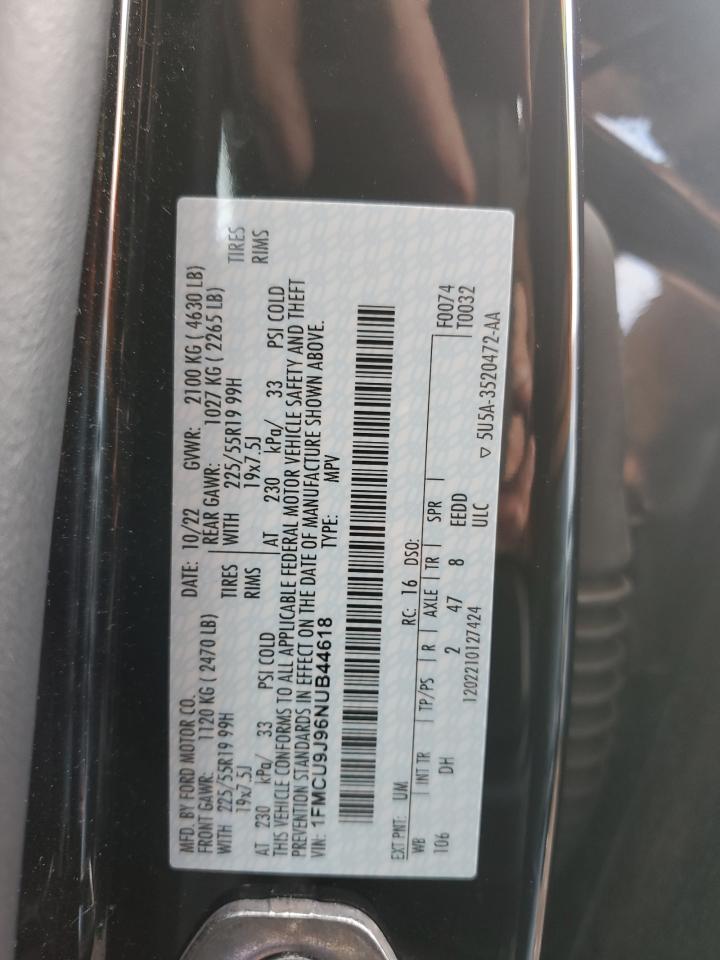 MFD. BY FORD MOTOR CO.
DATE: 10/22 GVWR: 2100 KG ( 4630 LB)
FRONT GAWR: 1120 KG ( 2470 LB) REAR GAWR: 1027 KG ( 2265 LB)
WITH 225/55R19 99H TIRES WITH 225/55R19 99H TIRES
19x7.5J RIMS 19x7.5J RIMS
AT 230 kPa/ 33 PSI COLD AT 230 kPa/ 33 PSI COLD
THIS VEHICLE CONFORMS TO ALL APPLICABLE FEDERAL MOTOR VEHICLE SAFETY AND THEFT
PREVENTION STANDARDS IN EFFECT ON THE DATE OF MANUFACTURE SHOWN ABOVE.
VIN: 1FMCU9J96NUB44618 TYPE: MPV
EXT PNT: UM RC: 16 DSO:
WB INT TR TP/PS R AXLE TR SPR F0074
106 DH 2 47 8 EEDD T0032
1202210127424 ULC ▽ 5U5A-3520472-AA